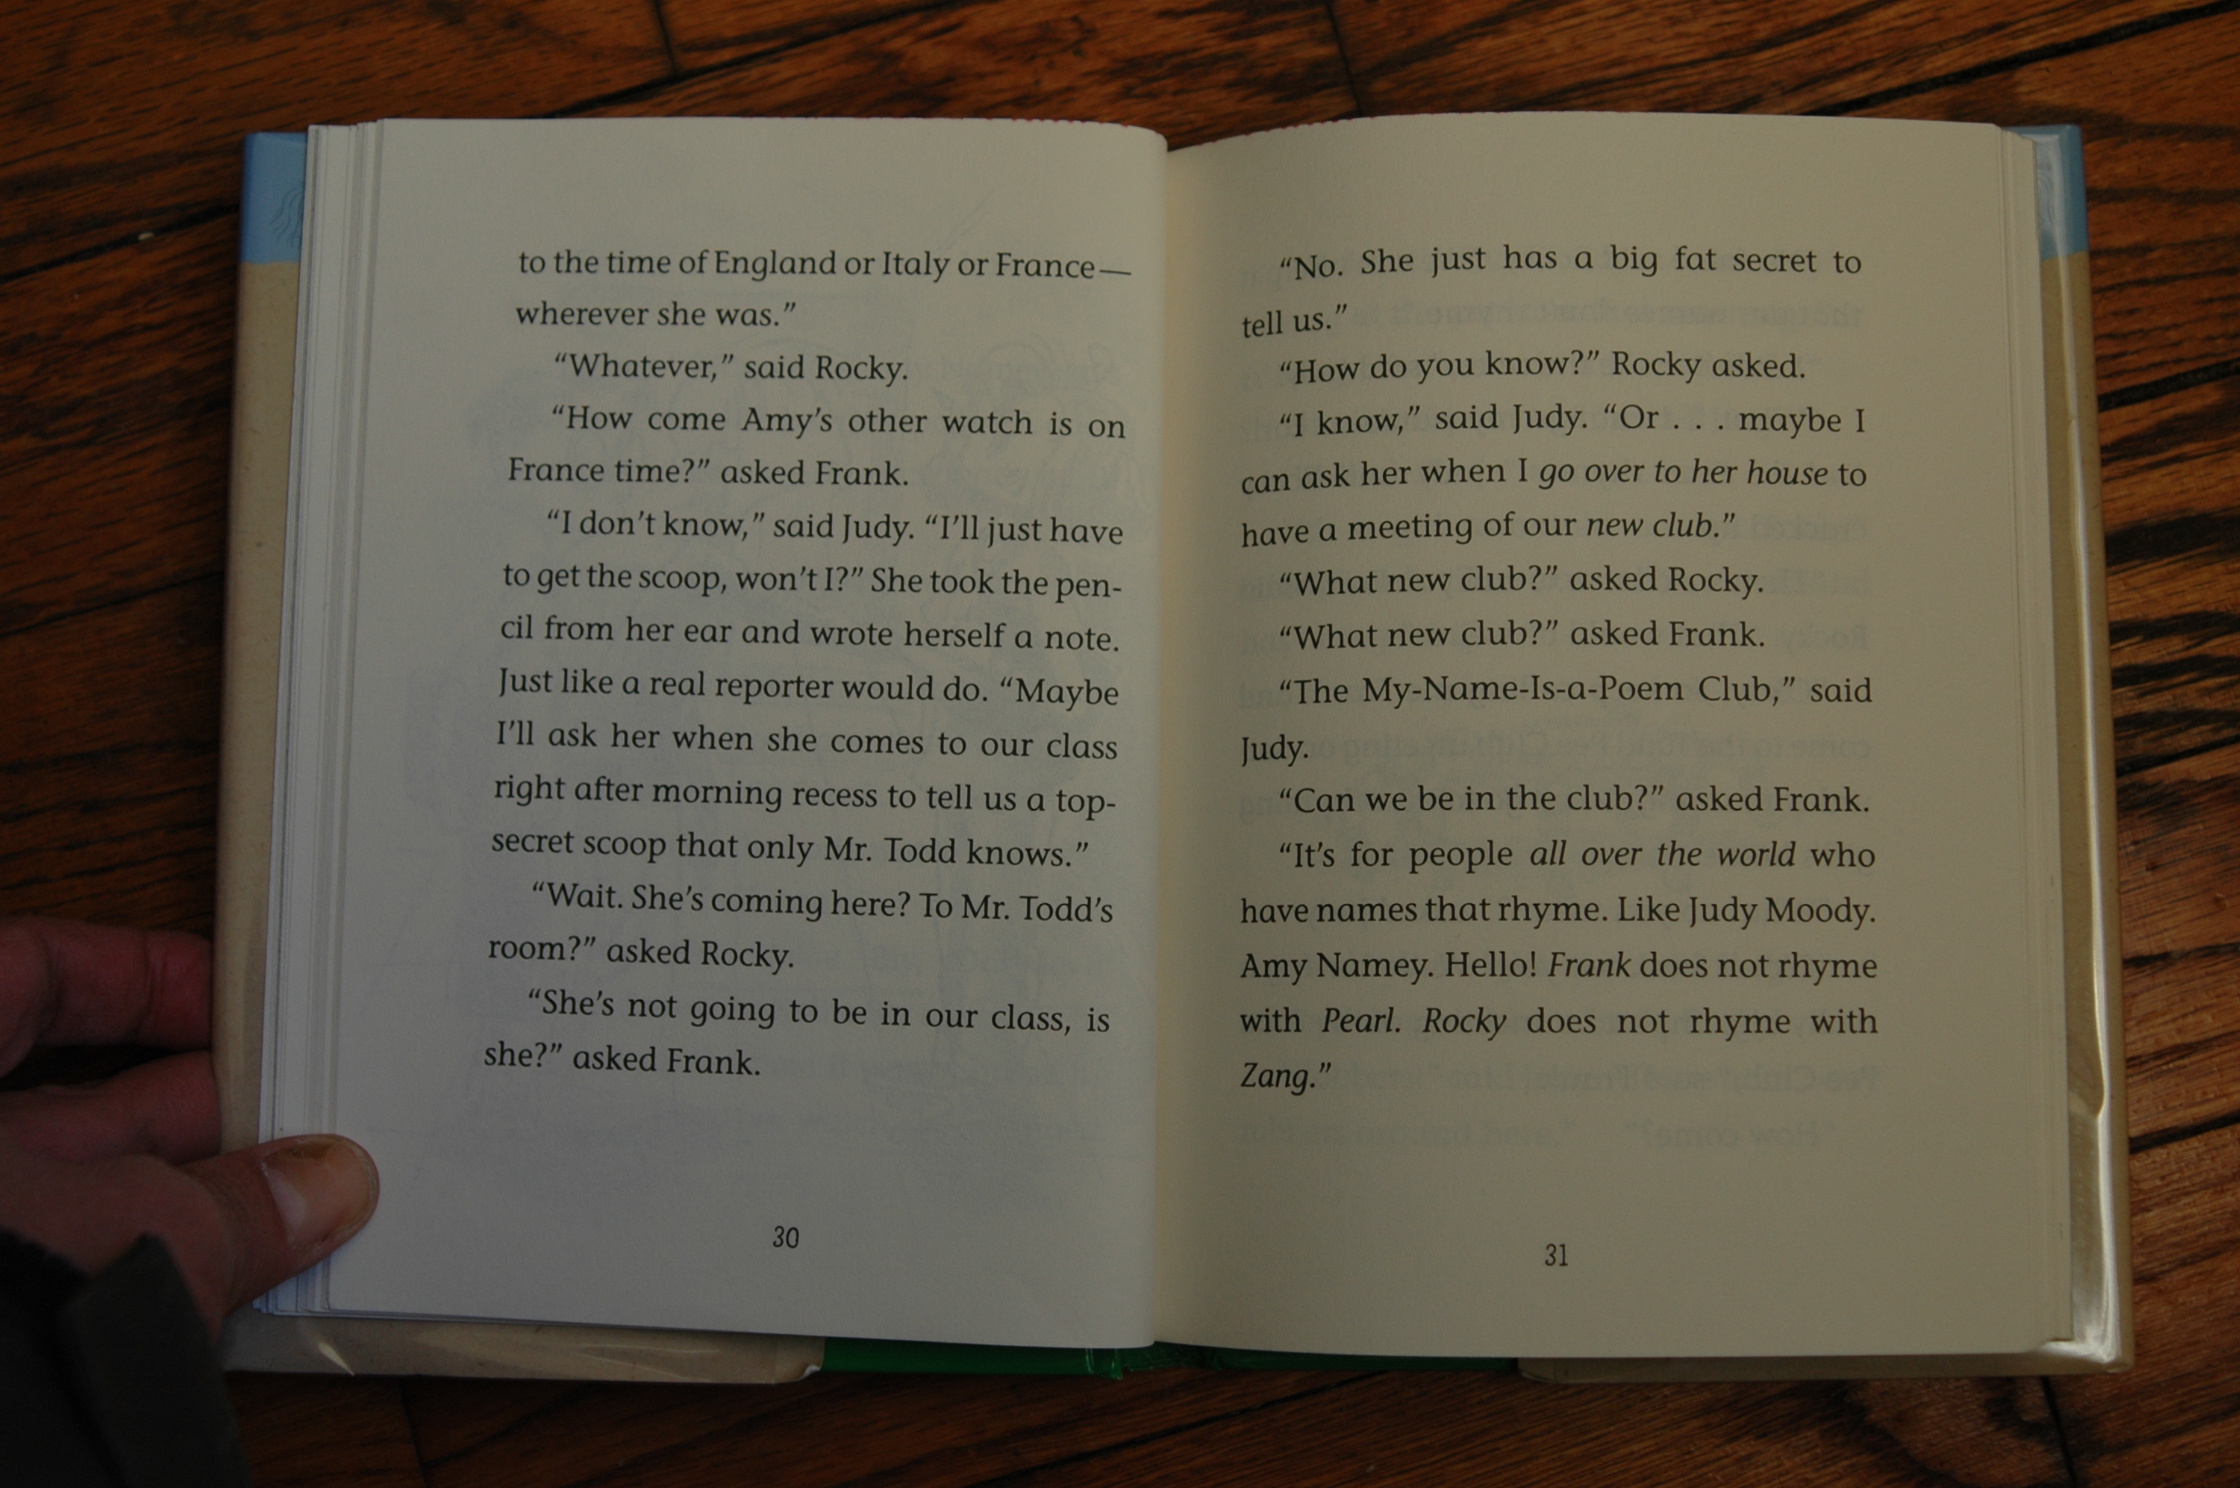 to the time of England or Italy or France—
wherever she was.”
“Whatever,” said Rocky.
“How come Amy’s other watch is on
France time?” asked Frank.
“I don’t know,” said Judy. “I’ll just have
to get the scoop, won’t I?” She took the pen-
cil from her ear and wrote herself a note.
Just like a real reporter would do. “Maybe
I’ll ask her when she comes to our class
right after morning recess to tell us a top-
secret scoop that only Mr. Todd knows.”
“Wait. She’s coming here? To Mr. Todd’s
room?” asked Rocky.
“She’s not going to be in our class, is
she?” asked Frank.
30
“No. She just has a big fat secret to
tell us.”
“How do you know?” Rocky asked.
“I know,” said Judy. “Or . . . maybe I
can ask her when I go over to her house to
have a meeting of our new club.”
“What new club?” asked Rocky.
“What new club?” asked Frank.
“The My-Name-Is-a-Poem Club,” said
Judy.
“Can we be in the club?” asked Frank.
“It’s for people all over the world who
have names that rhyme. Like Judy Moody.
Amy Namey. Hello! Frank does not rhyme
with Pearl. Rocky does not rhyme with
Zang.”
31